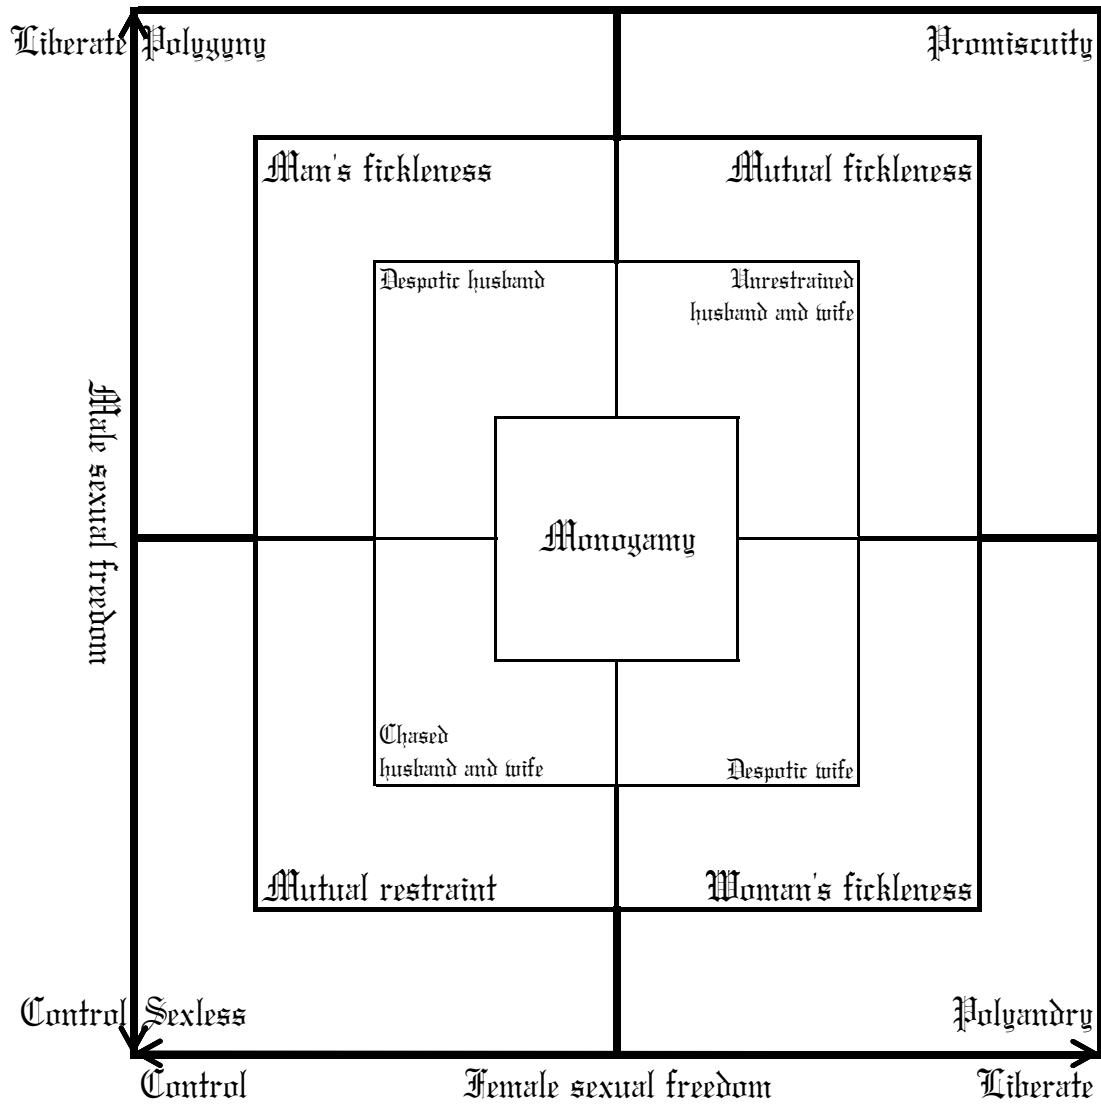 Liberate
Polygyny
Promiscuity
Man's fickleness
Mutual fickleness
Despotic husband
Unrestrained
husband and wife
Male sexual freedom
Monogamy
Chased
husband and wife
Despotic wife
Mutual restraint
Woman's fickleness
Control
Sexless
Polyandry
Control
Female sexual freedom
Liberate